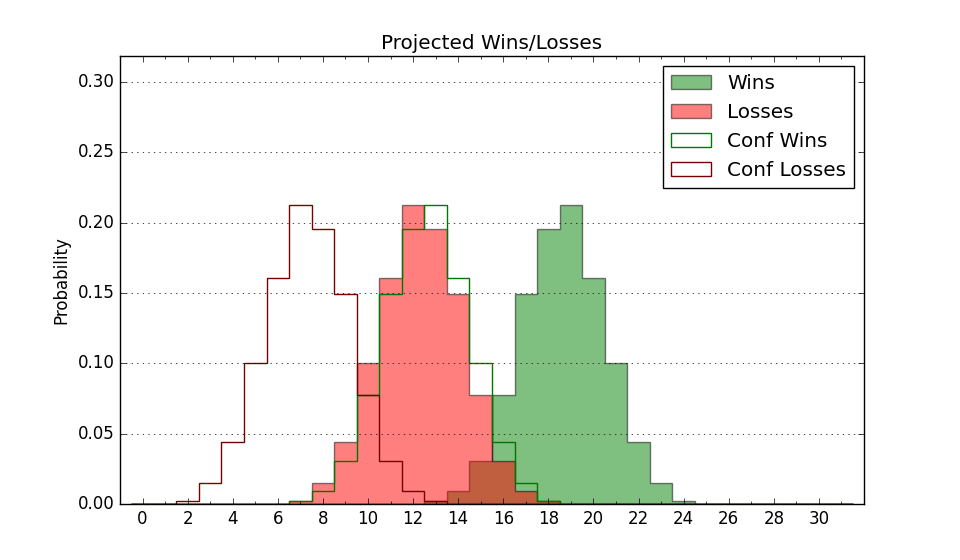 Projected Wins/Losses
0.30
0.25
0.20
0.15
0.10
0.05
0.00
Probability
Wins
Losses
Conf Wins
Conf Losses
0 2 4 6 8 10 12 14 16 18 20 22 24 26 28 30